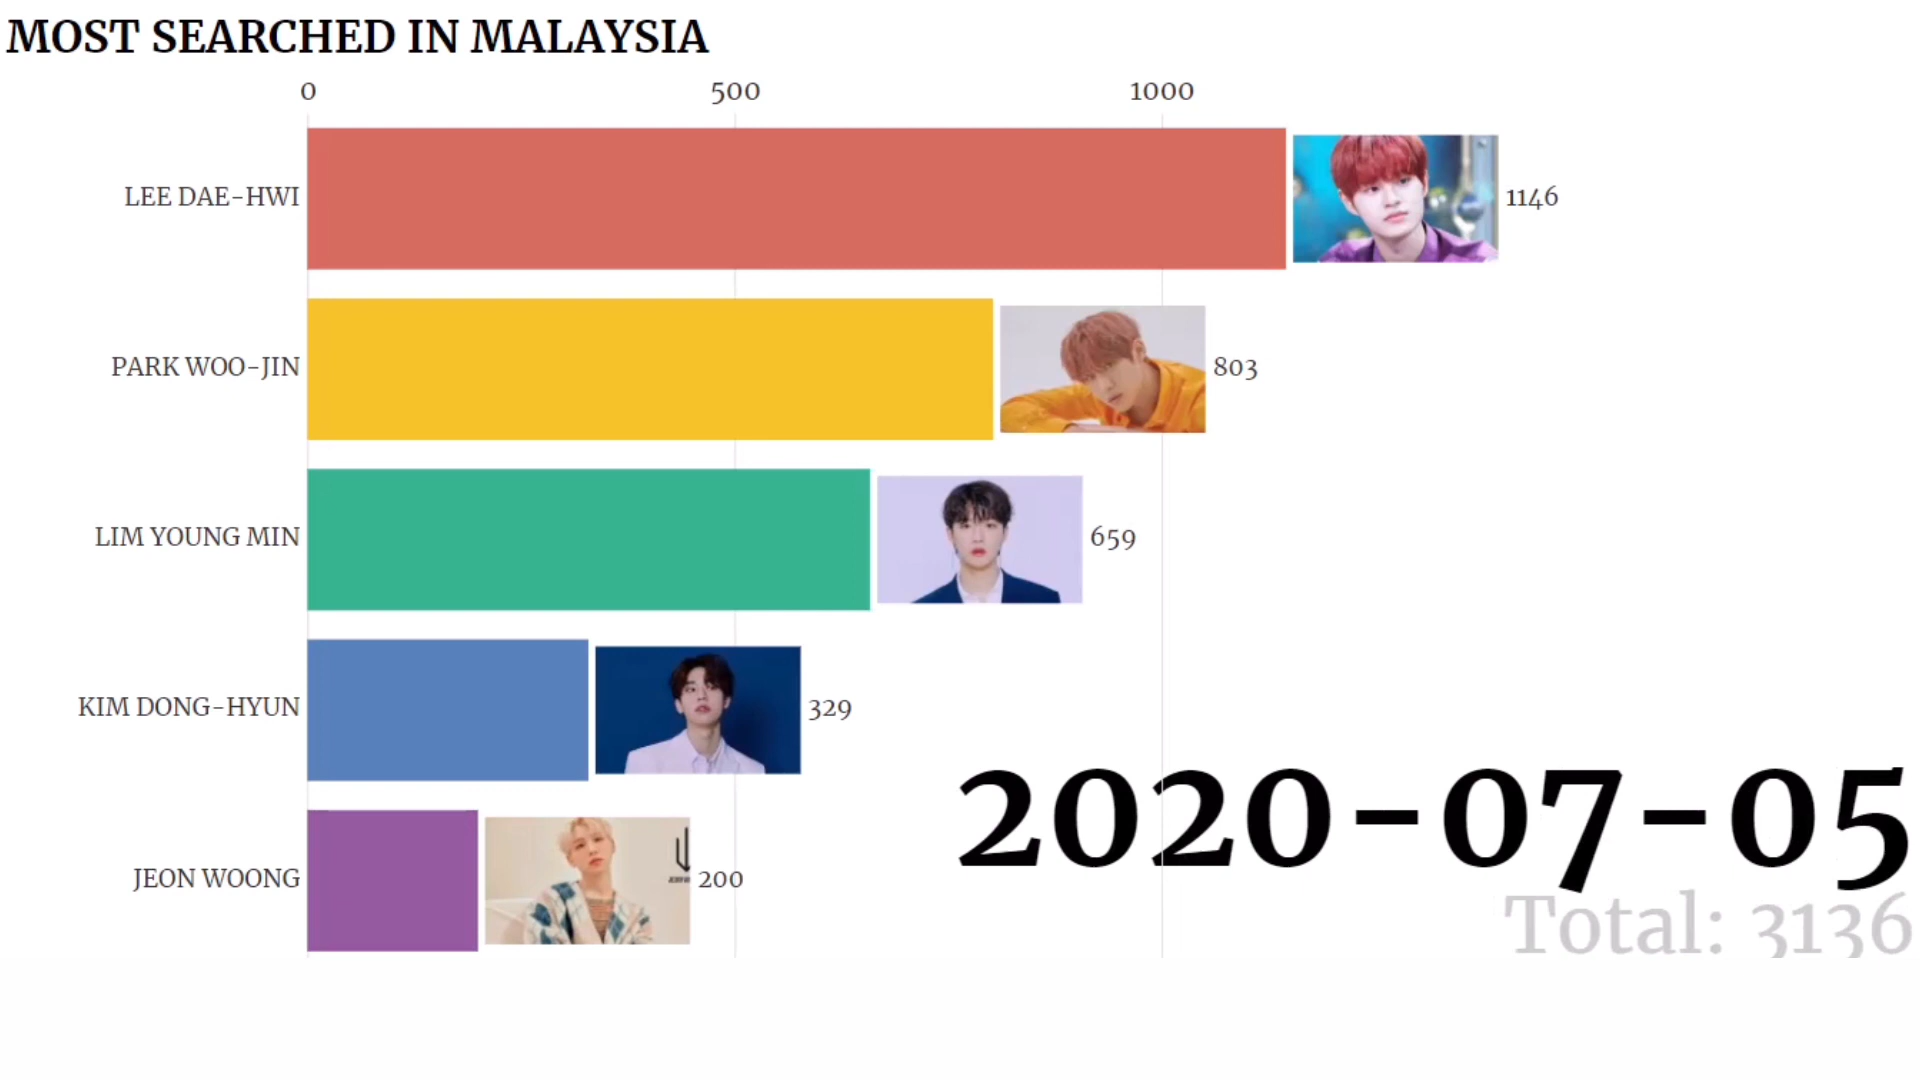 MOST SEARCHED IN MALAYSIA
0 500 1000
LEE DAE-HWI 1146
PARK WOO-JIN 803
LIM YOUNG MIN 659
KIM DONG-HYUN 329
JEON WOONG 200
2020-07-05
Total: 3136